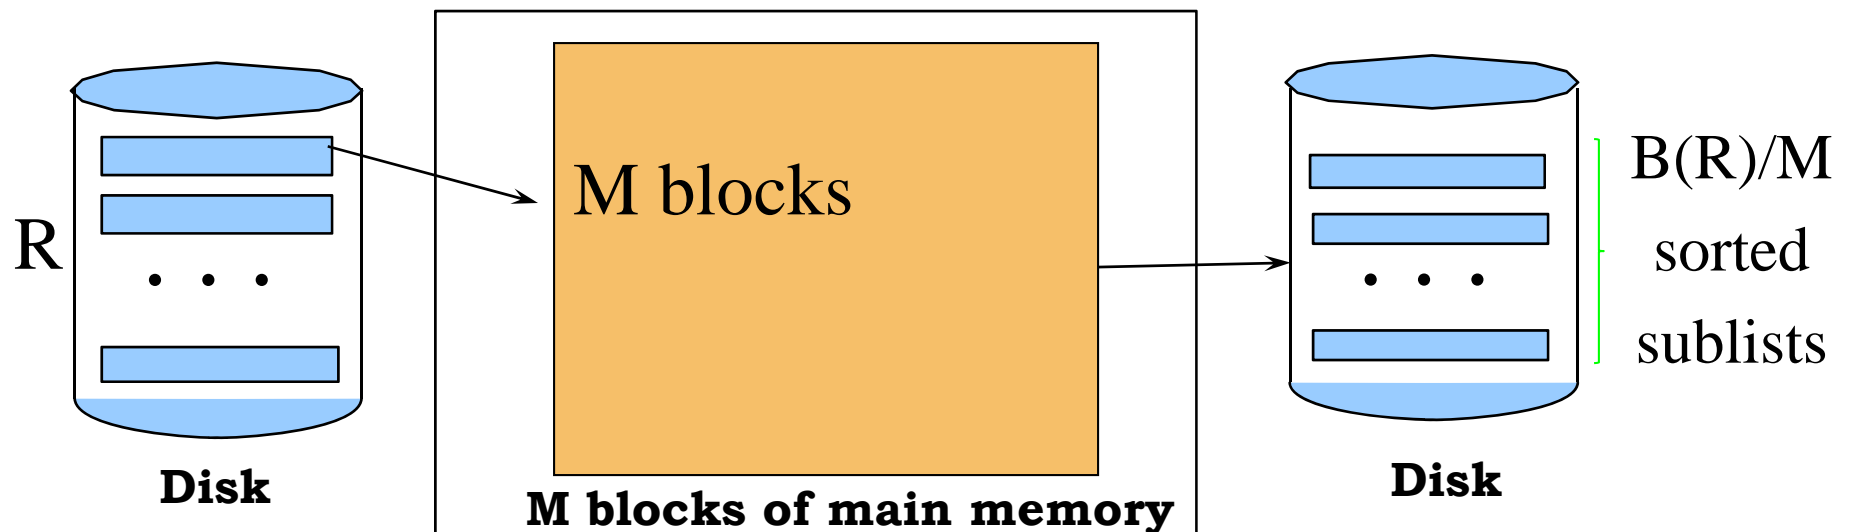 R
Disk
M blocks
M blocks of main memory
B(R)/M
sorted
sublists
Disk